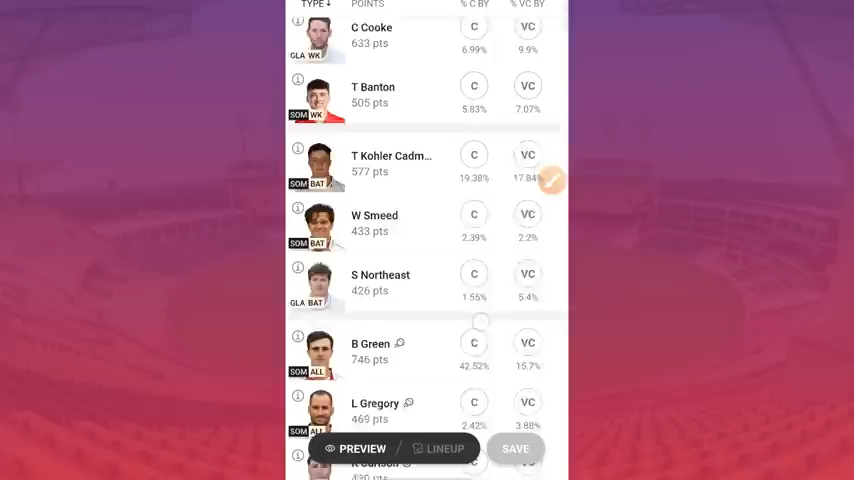 TYPE↓ POINTS % C BY % VC BY
C Cooke C VC
633 pts 6.99% 9.9%
GLA WK
T Banton C VC
505 pts 5.83% 7.07%
SOM WK
T Kohler Cadm... C VC
577 pts 19.38% 17.84%
SOM BAT
W Smeed C VC
433 pts 2.39% 2.2%
SOM BAT
S Northeast C VC
426 pts 1.55% 5.4%
GLA BAT
B Green C VC
746 pts 42.52% 15.7%
SOM ALL
L Gregory C VC
469 pts 2.42% 3.88%
SOM ALL
PREVIEW / LINEUP SAVE